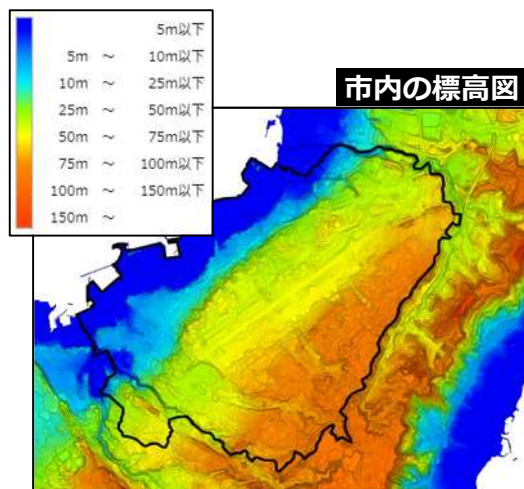 5m以下
5m ～ 10m以下
10m ～ 25m以下
25m ～ 50m以下
50m ～ 75m以下
75m ～ 100m以下
100m ～ 150m以下
150m ～
市内の標高図